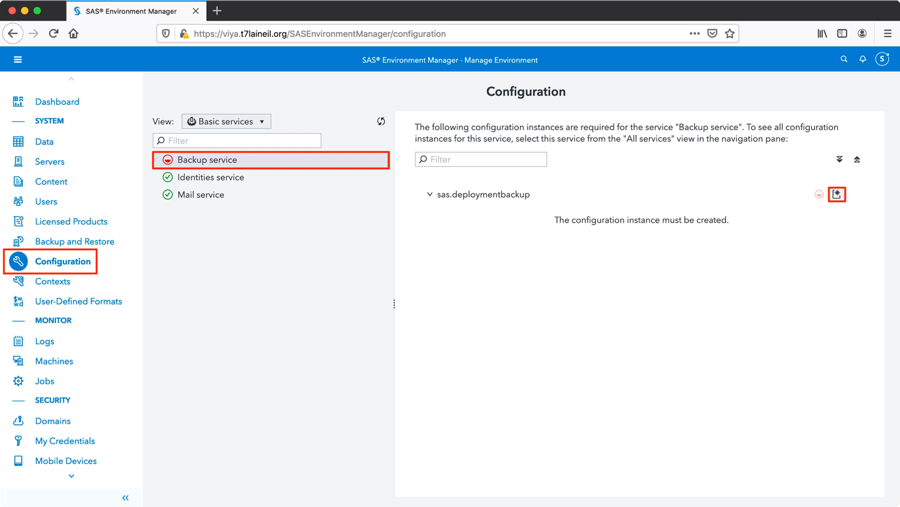 SAS® Environment Manager
https://viya.t7laineil.org/SASEnvironmentManager/configuration
SAS® Environment Manager - Manage Environment
S
Dashboard
SYSTEM
Data
Servers
Content
Users
Licensed Products
Backup and Restore
Configuration
Contexts
User-Defined Formats
MONITOR
Logs
Machines
Jobs
SECURITY
Domains
My Credentials
Mobile Devices
Configuration
View: Basic services
Filter
Backup service
Identities service
Mail service
The following configuration instances are required for the service "Backup service". To see all configuration
instances for this service, select this service from the "All services" view in the navigation pane:
Filter
sas.deploymentbackup
The configuration instance must be created.